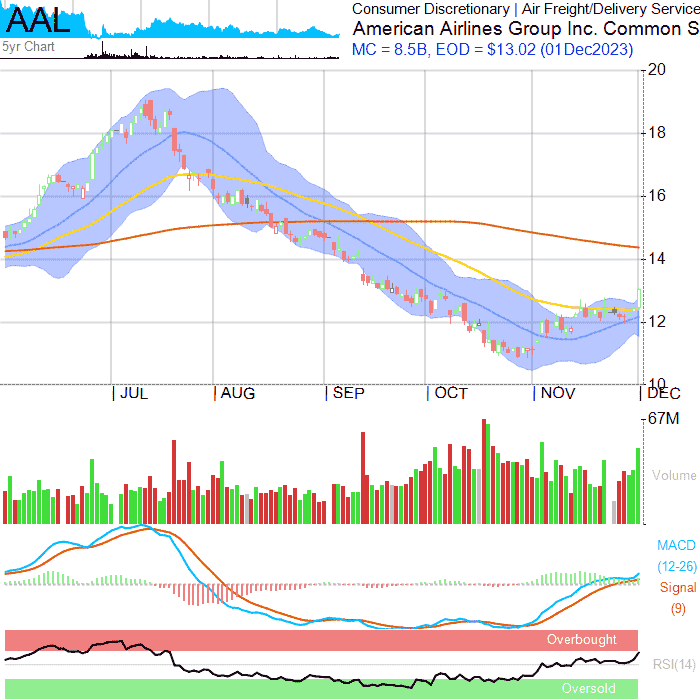 AAL
5yr Chart
Consumer Discretionary | Air Freight/Delivery Service
American Airlines Group Inc. Common S
MC = 8.5B, EOD = $13.02 (01Dec2023)
20
18
16
14
12
10
| JUL | AUG | SEP | OCT | NOV | DEC
67M
Volume
MACD
(12-26)
Signal
(9)
Overbought
RSI(14)
Oversold